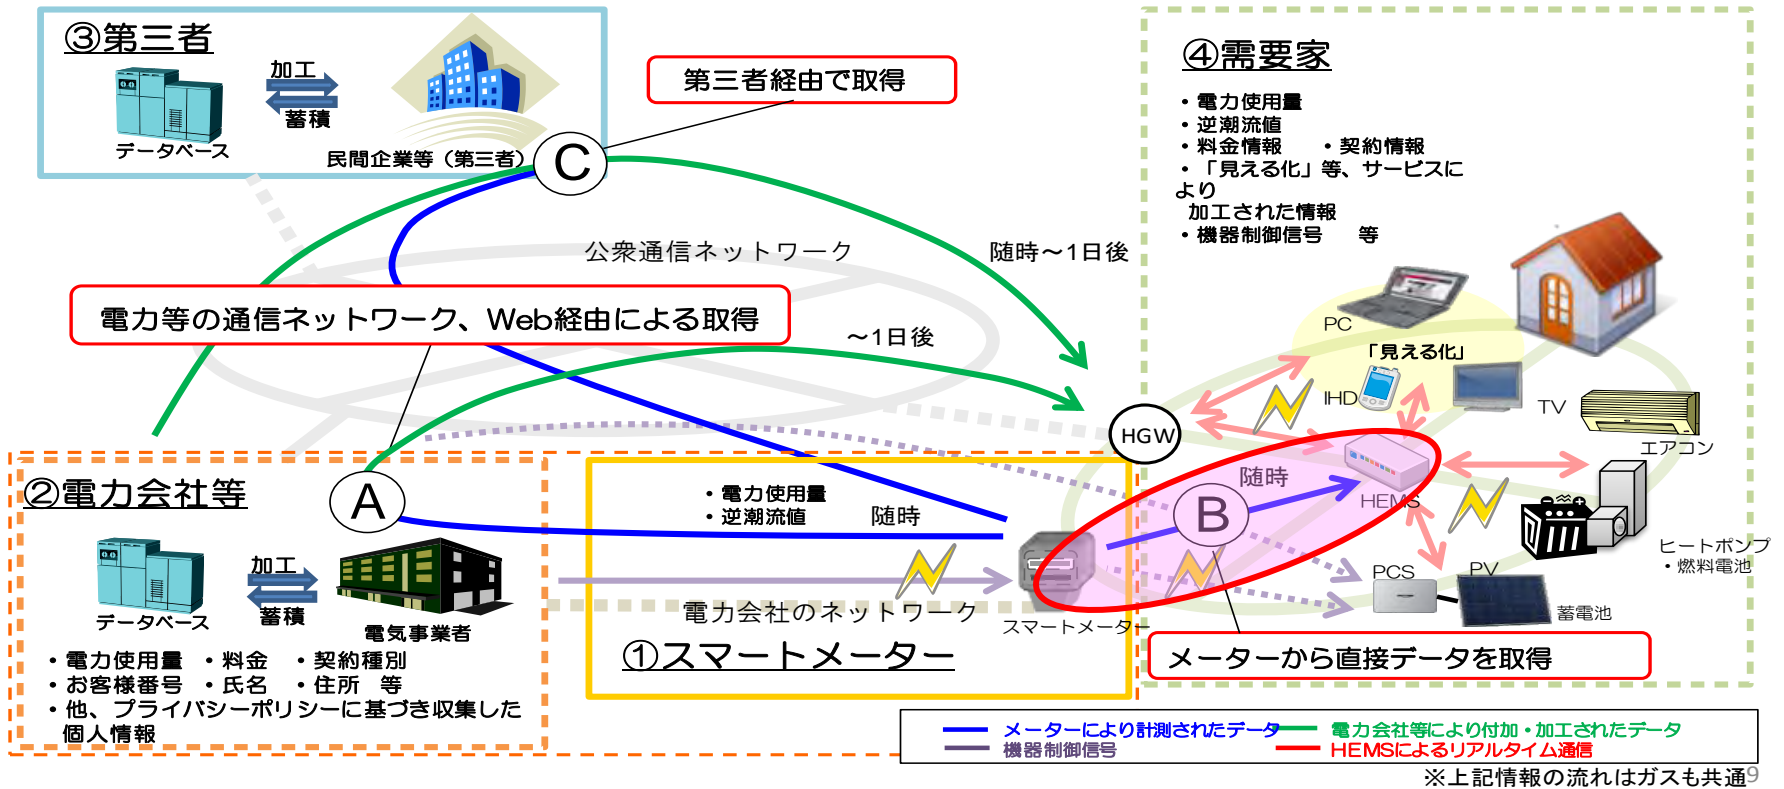 ③第三者
加工
蓄積
データベース
民間企業等（第三者）
C
第三者経由で取得
④需要家
・電力使用量
・逆潮流値
・料金情報　・契約情報
・「見える化」等、サービスに
より
加工された情報
・機器制御信号　等
公衆通信ネットワーク
随時～1日後
電力等の通信ネットワーク、Web経由による取得
～1日後
PC
「見える化」
IHD
TV
エアコン
HGW
HEMS
随時
B
ヒートポンプ
・燃料電池
PCS
PV
蓄電池
②電力会社等
A
・電力使用量
・逆潮流値
随時
加工
蓄積
データベース
電気事業者
電力会社のネットワーク
スマートメーター
①スマートメーター
メーターから直接データを取得
・電力使用量　・料金　・契約種別
・お客様番号　・氏名　・住所　等
・他、プライバシーポリシーに基づき収集した
個人情報
メーターにより計測されたデータ
電力会社等により付加・加工されたデータ
機器制御信号
HEMSによるリアルタイム通信
※上記情報の流れはガスも共通
9